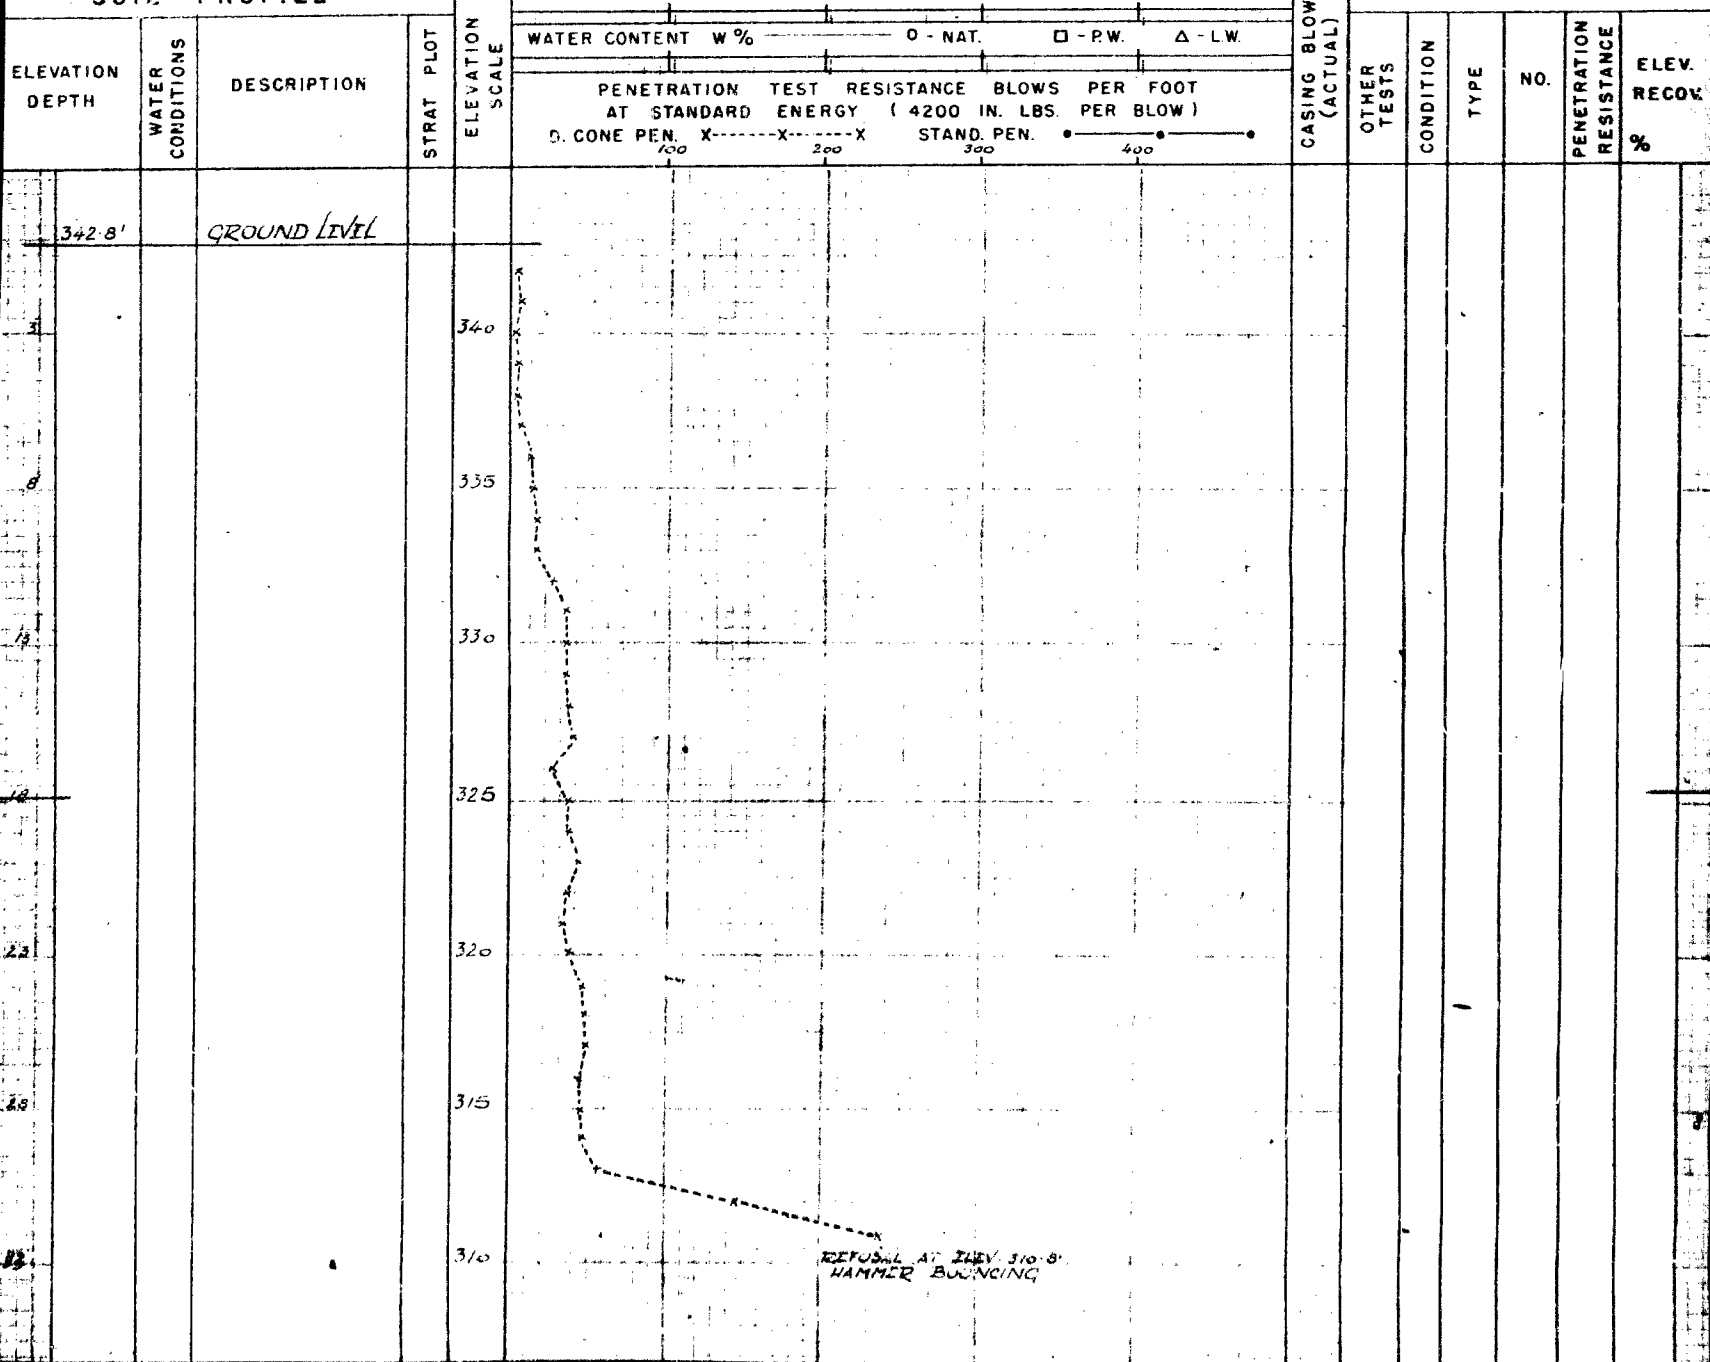 SOIL PROFILE
ELEVATION
DEPTH
WATER
CONDITIONS
DESCRIPTION
STRAT PLOT
ELEVATION
SCALE
WATER CONTENT W % O - NAT. □ - P.W. Δ - L.W.
PENETRATION TEST RESISTANCE BLOWS PER FOOT
AT STANDARD ENERGY ( 4200 IN. LBS. PER BLOW )
D. CONE PEN. X-------X-------X STAND. PEN.
100 200 300 400
CASING BLOW
(ACTUAL)
OTHER
TESTS
CONDITION
TYPE
NO.
PENETRATION
RESISTANCE
ELEV.
RECOV.
%
342.8'
GROUND LEVEL
3
340
8
335
13
330
18
325
23
320
28
315
310
REFUSAL AT ELEV. 310.8'
HAMMER BOUNCING